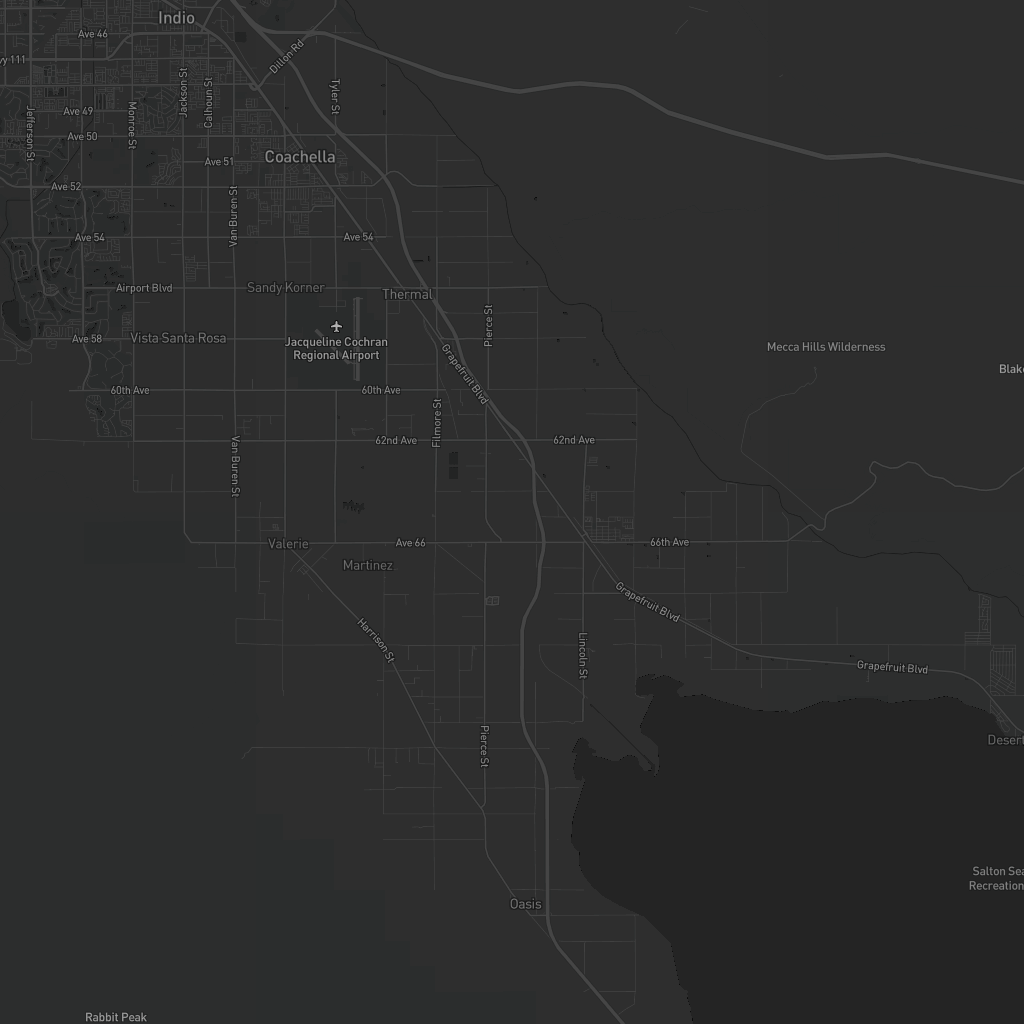 Indio
Ave 46
vy 111
Dillon Rd
Tyler St
Jackson St
Calhoun St
Monroe St
Jefferson St
Ave 49
Ave 50
Ave 51
Coachella
Ave 52
Van Buren St
Ave 54
Ave 54
Airport Blvd
Sandy Korner
Thermal
Pierce St
Ave 58
Vista Santa Rosa
Jacqueline Cochran
Regional Airport
Mecca Hills Wilderness
Blake
Grapefruit Blvd
60th Ave
60th Ave
Filmore St
62nd Ave
62nd Ave
Van Buren St
Valerie
Ave 66
66th Ave
Martinez
Grapefruit Blvd
Harrison St
Lincoln St
Grapefruit Blvd
Pierce St
Desert
Salton Sea
Recreation
Oasis
Rabbit Peak